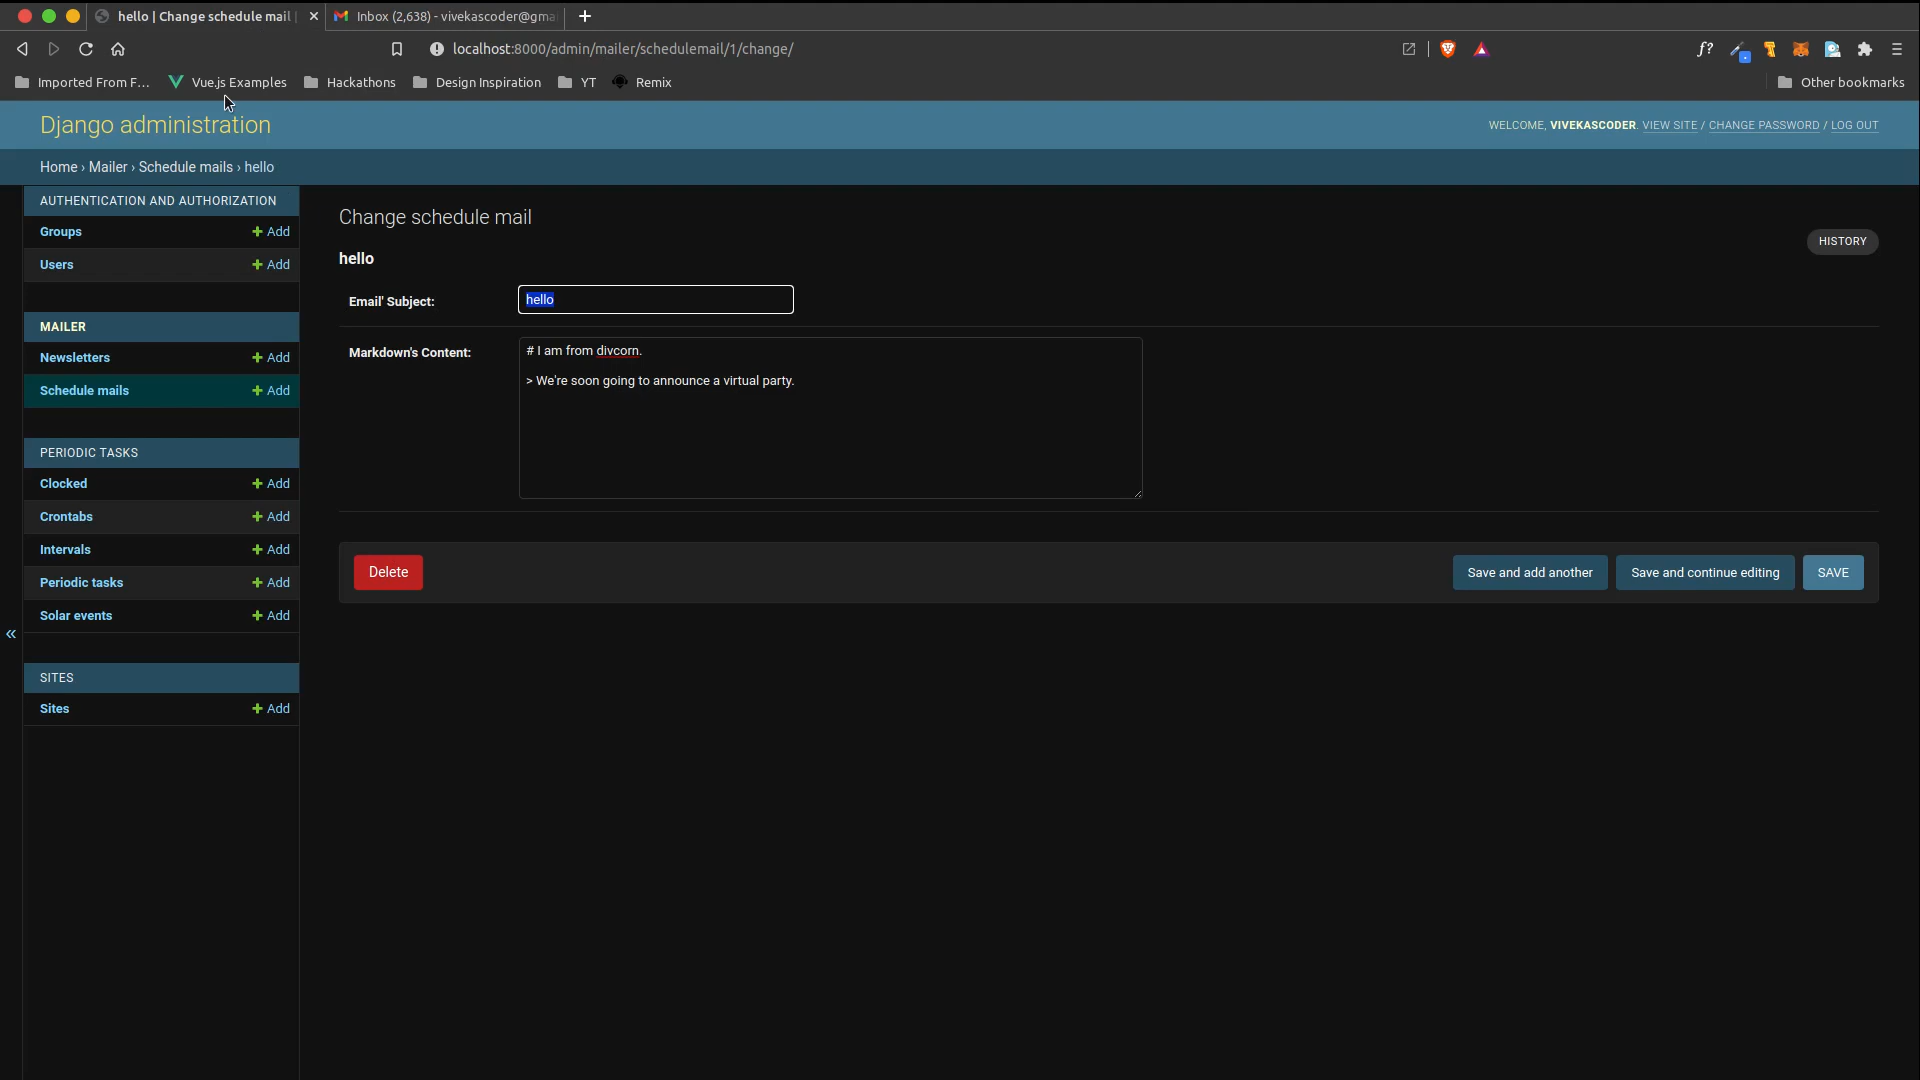 hello | Change schedule mail |
Inbox (2,638) - vivekascoder@gma
localhost:8000/admin/mailer/schedulemail/1/change/
f?
Imported From F...
Vue.js Examples
Hackathons
Design Inspiration
YT
Remix
Other bookmarks
Django administration
WELCOME, VIVEKASCODER. VIEW SITE / CHANGE PASSWORD / LOG OUT
Home › Mailer › Schedule mails › hello
AUTHENTICATION AND AUTHORIZATION
Groups + Add
Users + Add
MAILER
Newsletters + Add
Schedule mails + Add
PERIODIC TASKS
Clocked + Add
Crontabs + Add
Intervals + Add
Periodic tasks + Add
Solar events + Add
SITES
Sites + Add
«
Change schedule mail
HISTORY
hello
Email' Subject: hello
Markdown's Content:
# I am from divcorn.
> We're soon going to announce a virtual party.
Delete
Save and add another
Save and continue editing
SAVE